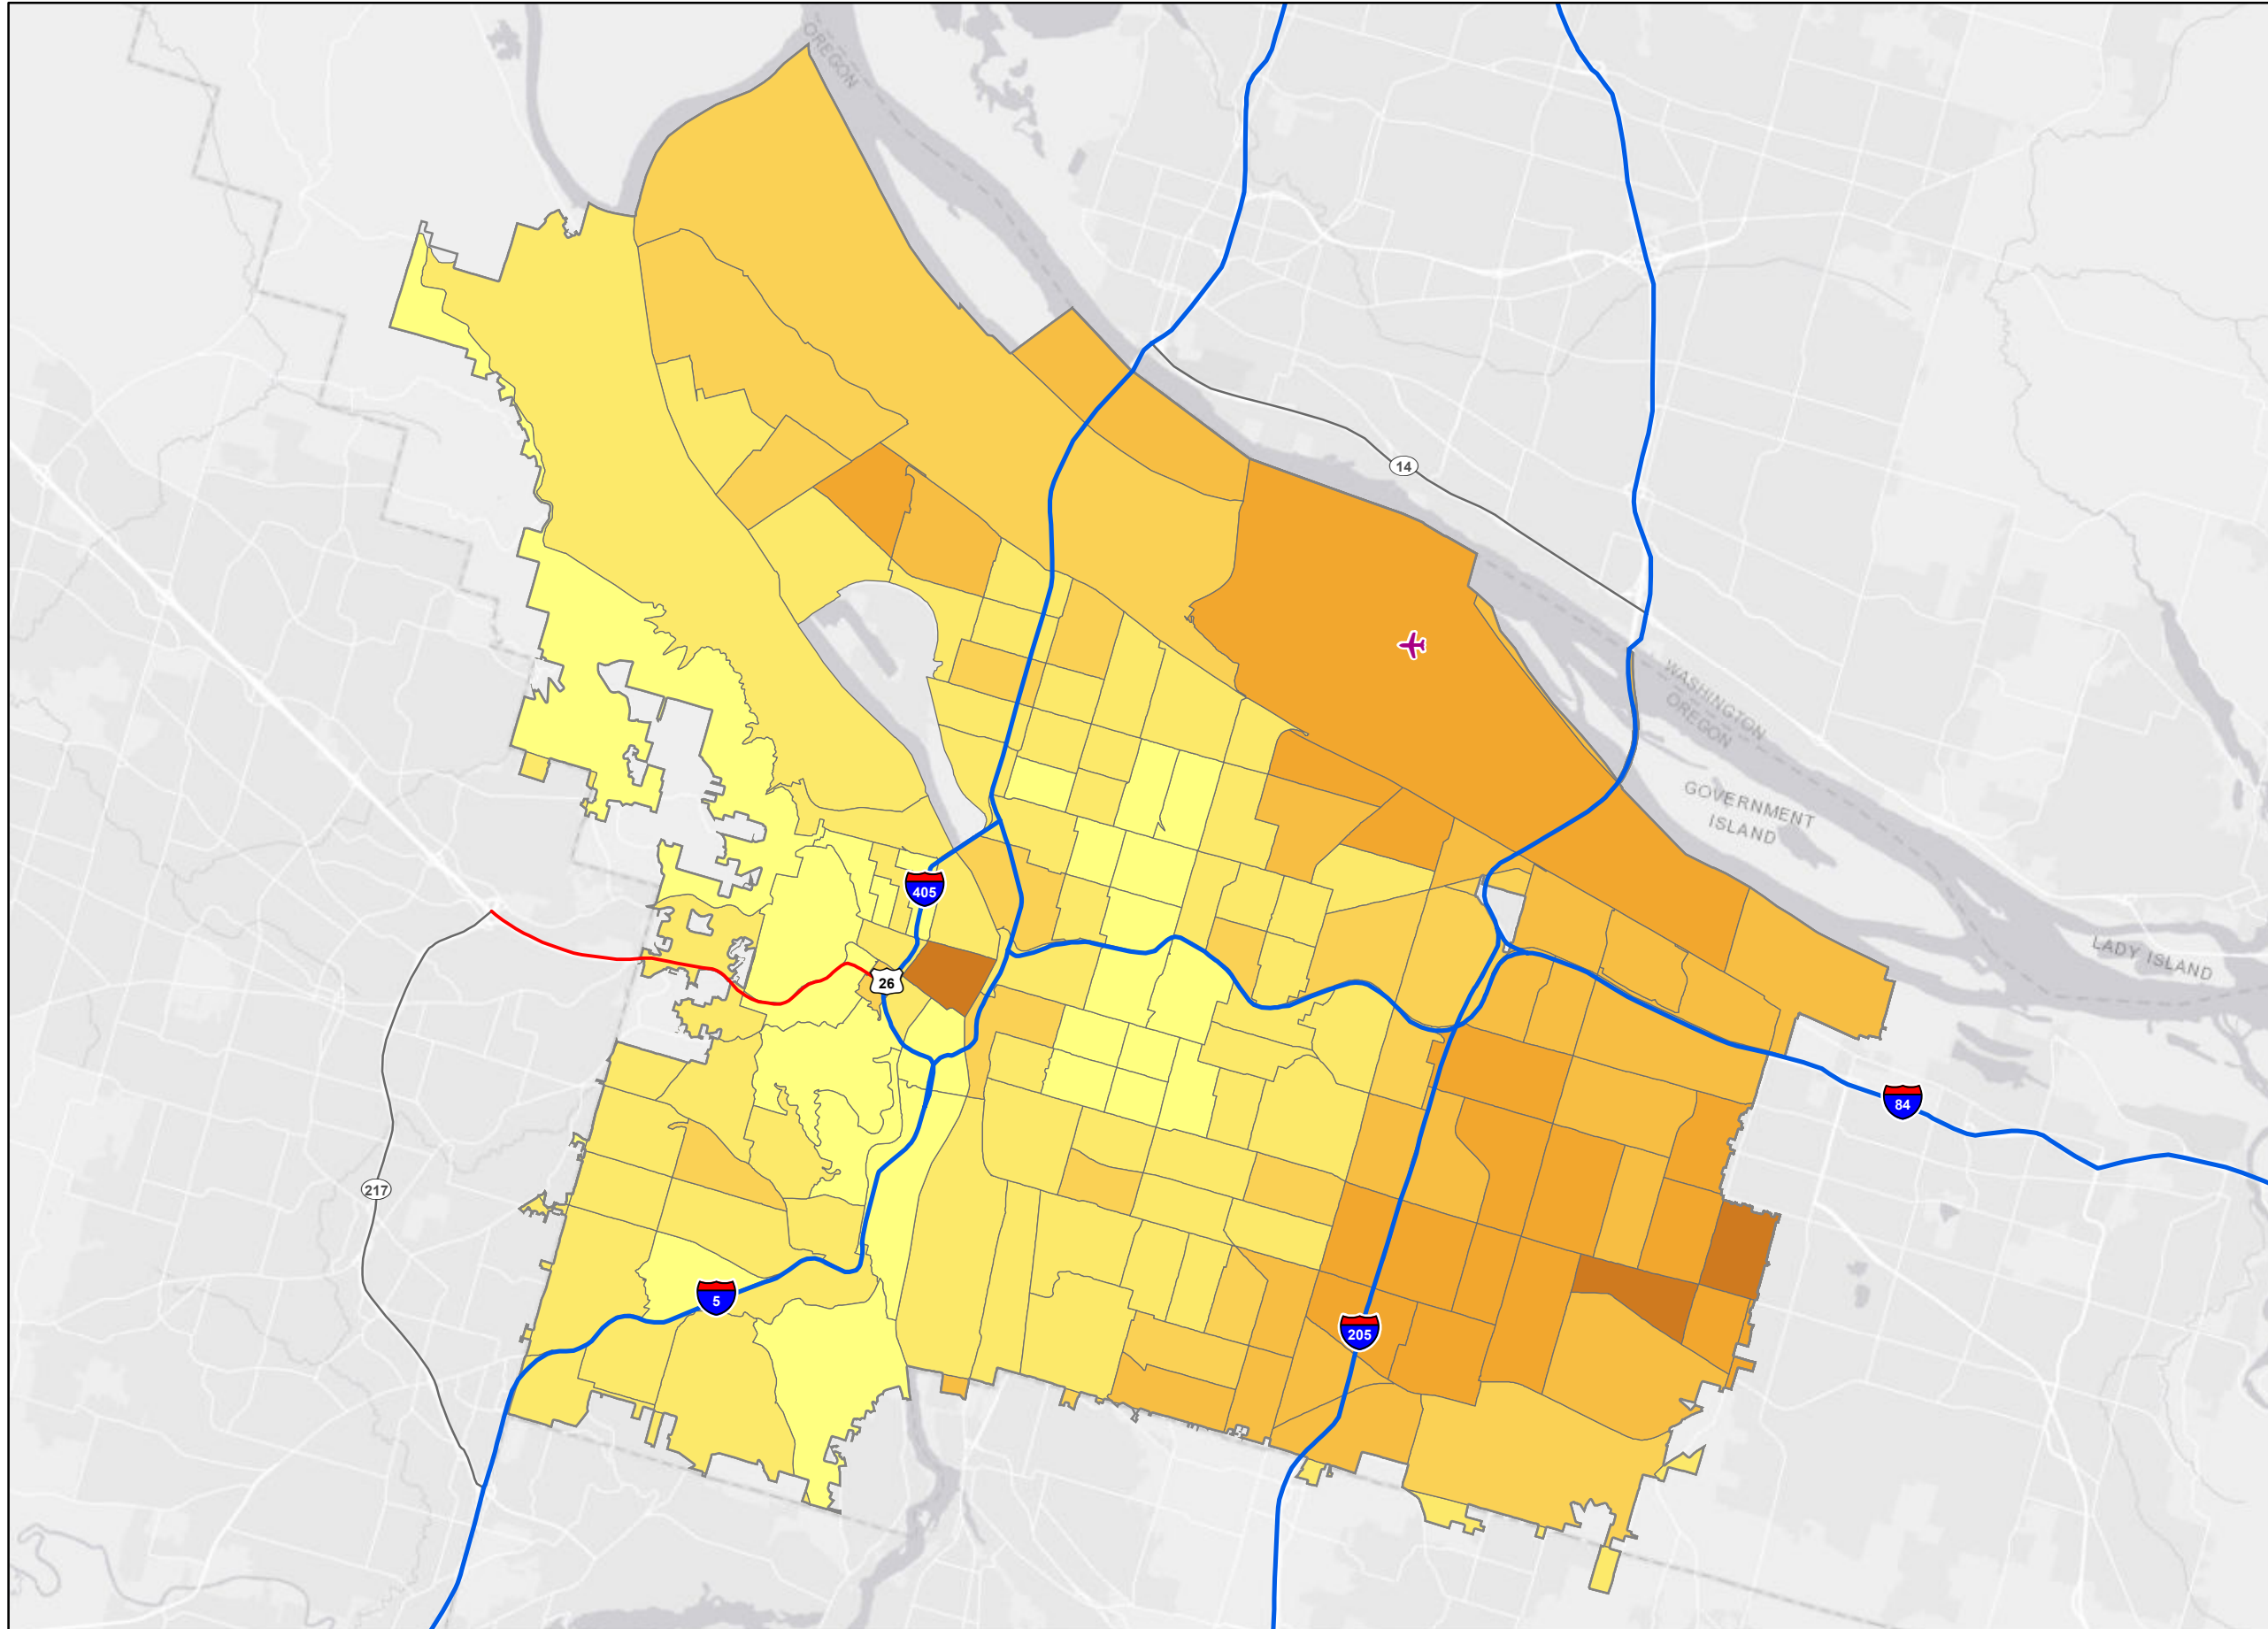 OREGON
14
WASHINGTON
OREGON
GOVERNMENT
ISLAND
405
LADY ISLAND
26
84
217
5
205